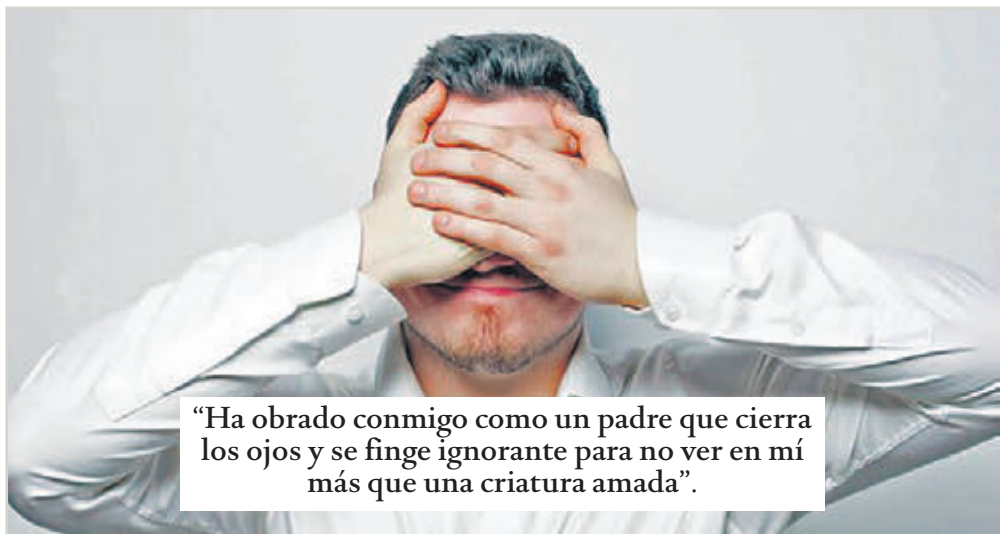 “Ha obrado conmigo como un padre que cierra
los ojos y se finge ignorante para no ver en mí
más que una criatura amada”.